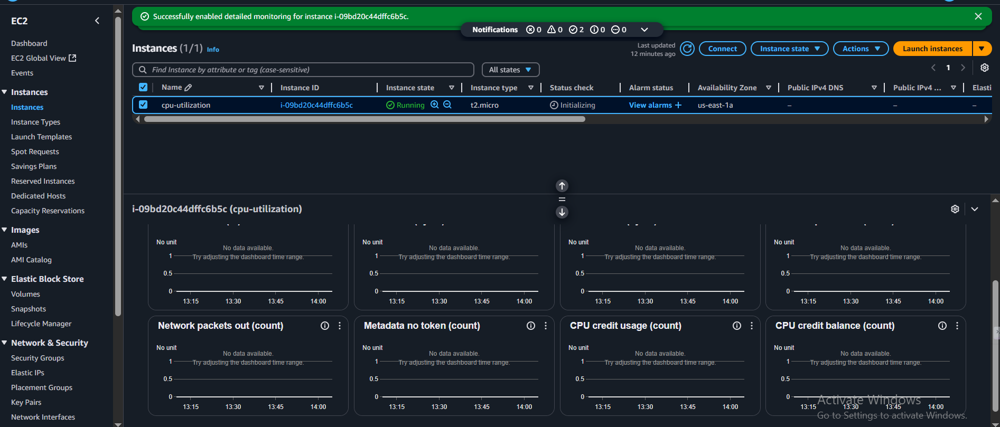 EC2
Dashboard
EC2 Global View
Events
Instances
Instances
Instance Types
Launch Templates
Spot Requests
Savings Plans
Reserved Instances
Dedicated Hosts
Capacity Reservations
Images
AMIs
AMI Catalog
Elastic Block Store
Volumes
Snapshots
Lifecycle Manager
Network & Security
Security Groups
Elastic IPs
Placement Groups
Key Pairs
Network Interfaces
Successfully enabled detailed monitoring for instance i-09bd20c44dffc6b5c.
Notifications 0 0 2 0 0
Instances (1/1) Info
Last updated
12 minutes ago
Connect
Instance state
Actions
Launch instances
Find Instance by attribute or tag (case-sensitive)
All states
1
Name Instance ID Instance state Instance type Status check Alarm status Availability Zone Public IPv4 DNS Public IPv4 ... Elasti
cpu-utilization i-09bd20c44dffc6b5c Running t2.micro Initializing View alarms + us-east-1a – – –
i-09bd20c44dffc6b5c (cpu-utilization)
No unit
No data available.
Try adjusting the dashboard time range.
1
0.5
0
13:15 13:30 13:45 14:00
No unit
No data available.
Try adjusting the dashboard time range.
1
0.5
0
13:15 13:30 13:45 14:00
No unit
No data available.
Try adjusting the dashboard time range.
1
0.5
0
13:15 13:30 13:45 14:00
No unit
No data available.
Try adjusting the dashboard time range.
1
0.5
0
13:15 13:30 13:45 14:00
Network packets out (count)
No unit
No data available.
Try adjusting the dashboard time range.
1
0.5
0
13:15 13:30 13:45 14:00
Metadata no token (count)
No unit
No data available.
Try adjusting the dashboard time range.
1
0.5
0
13:15 13:30 13:45 14:00
CPU credit usage (count)
No unit
No data available.
Try adjusting the dashboard time range.
1
0.5
0
13:15 13:30 13:45 14:00
CPU credit balance (count)
No unit
No data available.
Try adjusting the dashboard time range.
1
0.5
0
13:15 13:30 13:45 14:00
Activate Windows
Go to Settings to activate Windows.